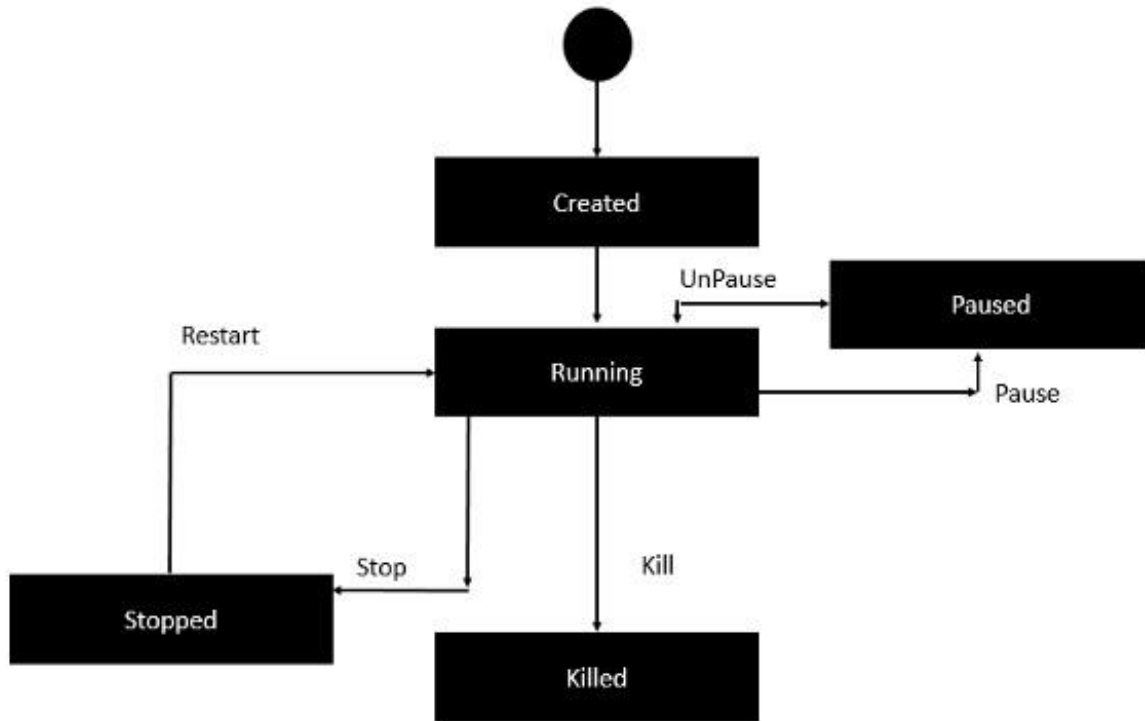 Created
UnPause
Paused
Restart
Running
Pause
Stop
Kill
Stopped
Killed